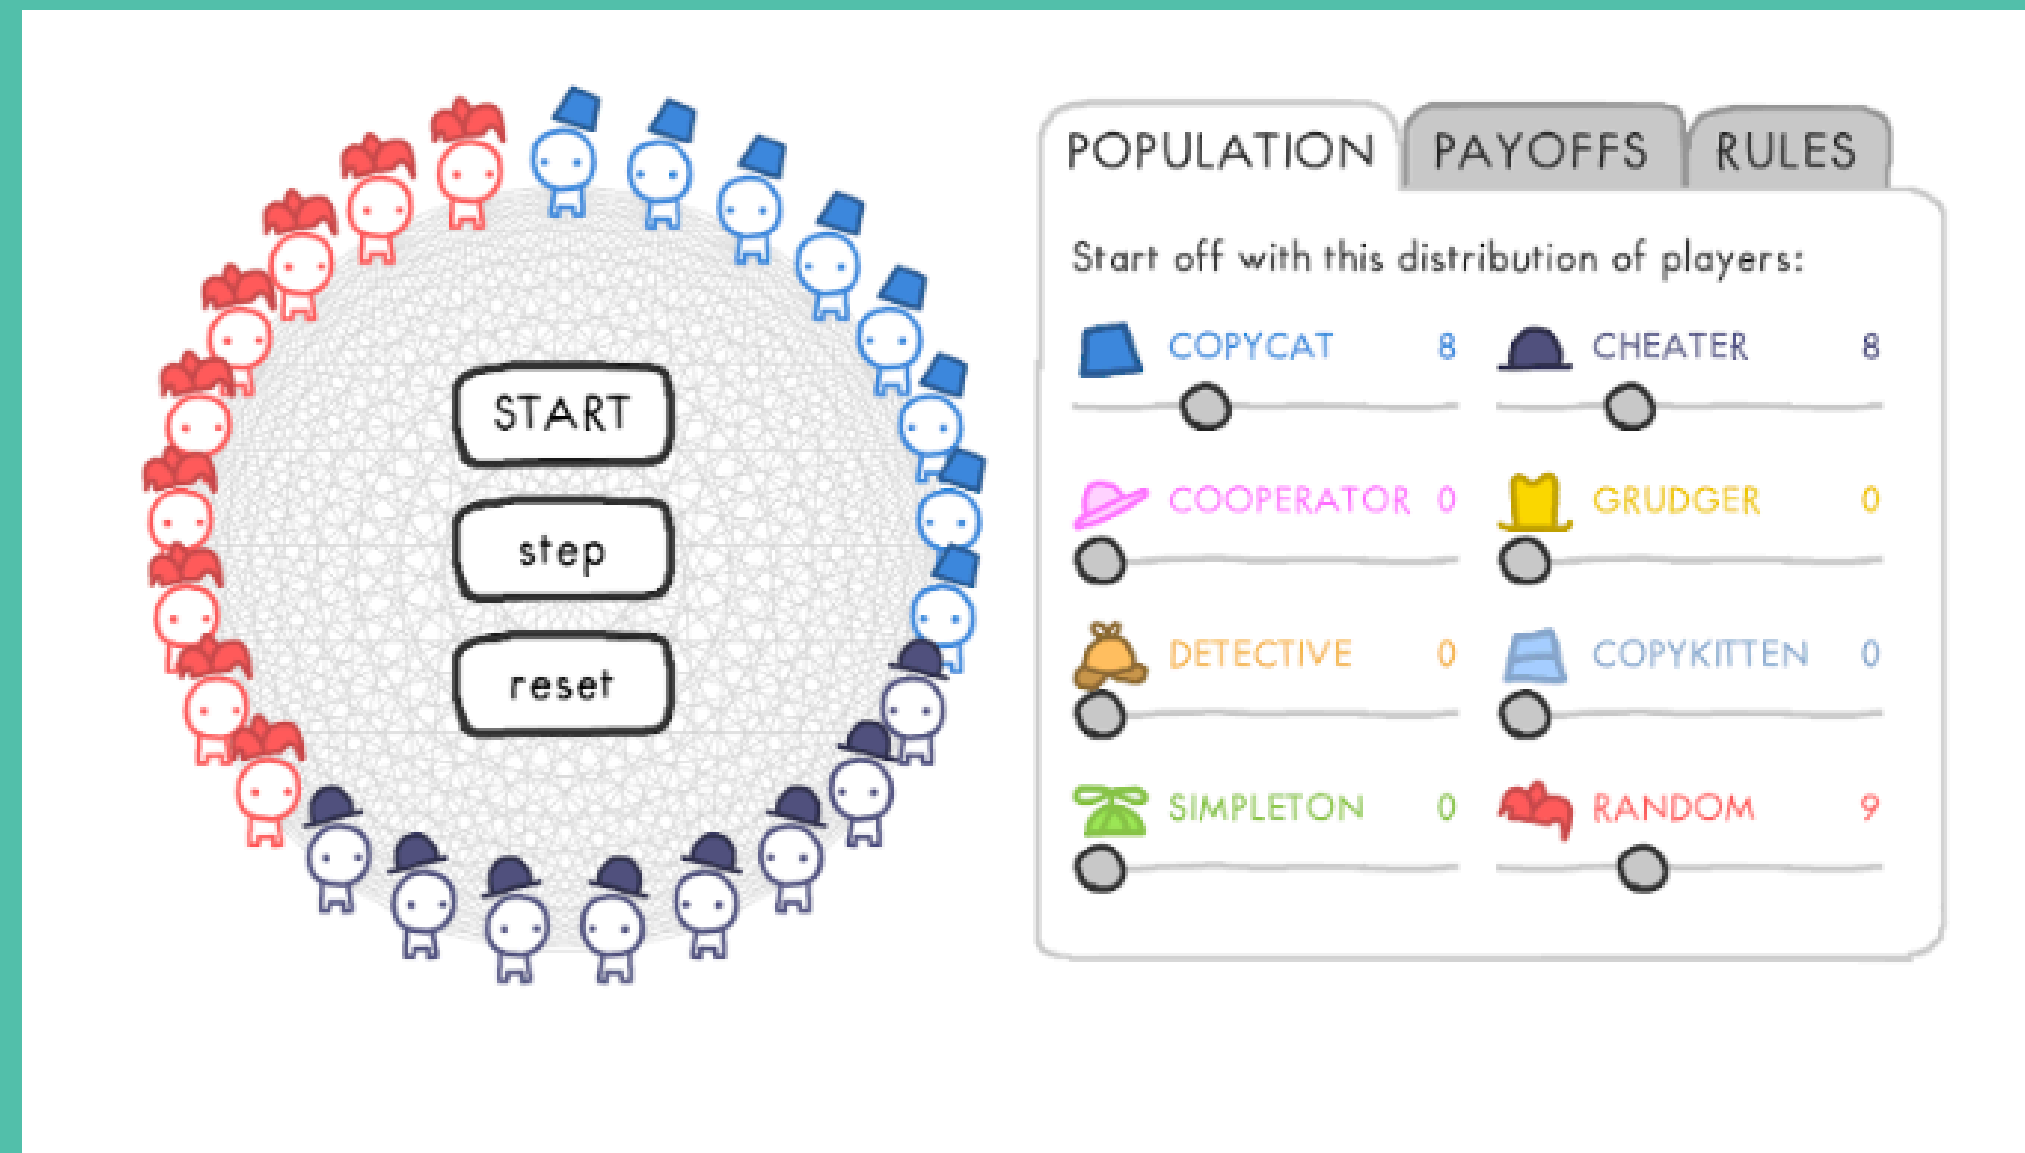 START
step
reset
POPULATION PAYOFFS RULES
Start off with this distribution of players:
COPYCAT 8 CHEATER 8
COOPERATOR 0 GRUDGER 0
DETECTIVE 0 COPYKITTEN 0
SIMPLETON 0 RANDOM 9